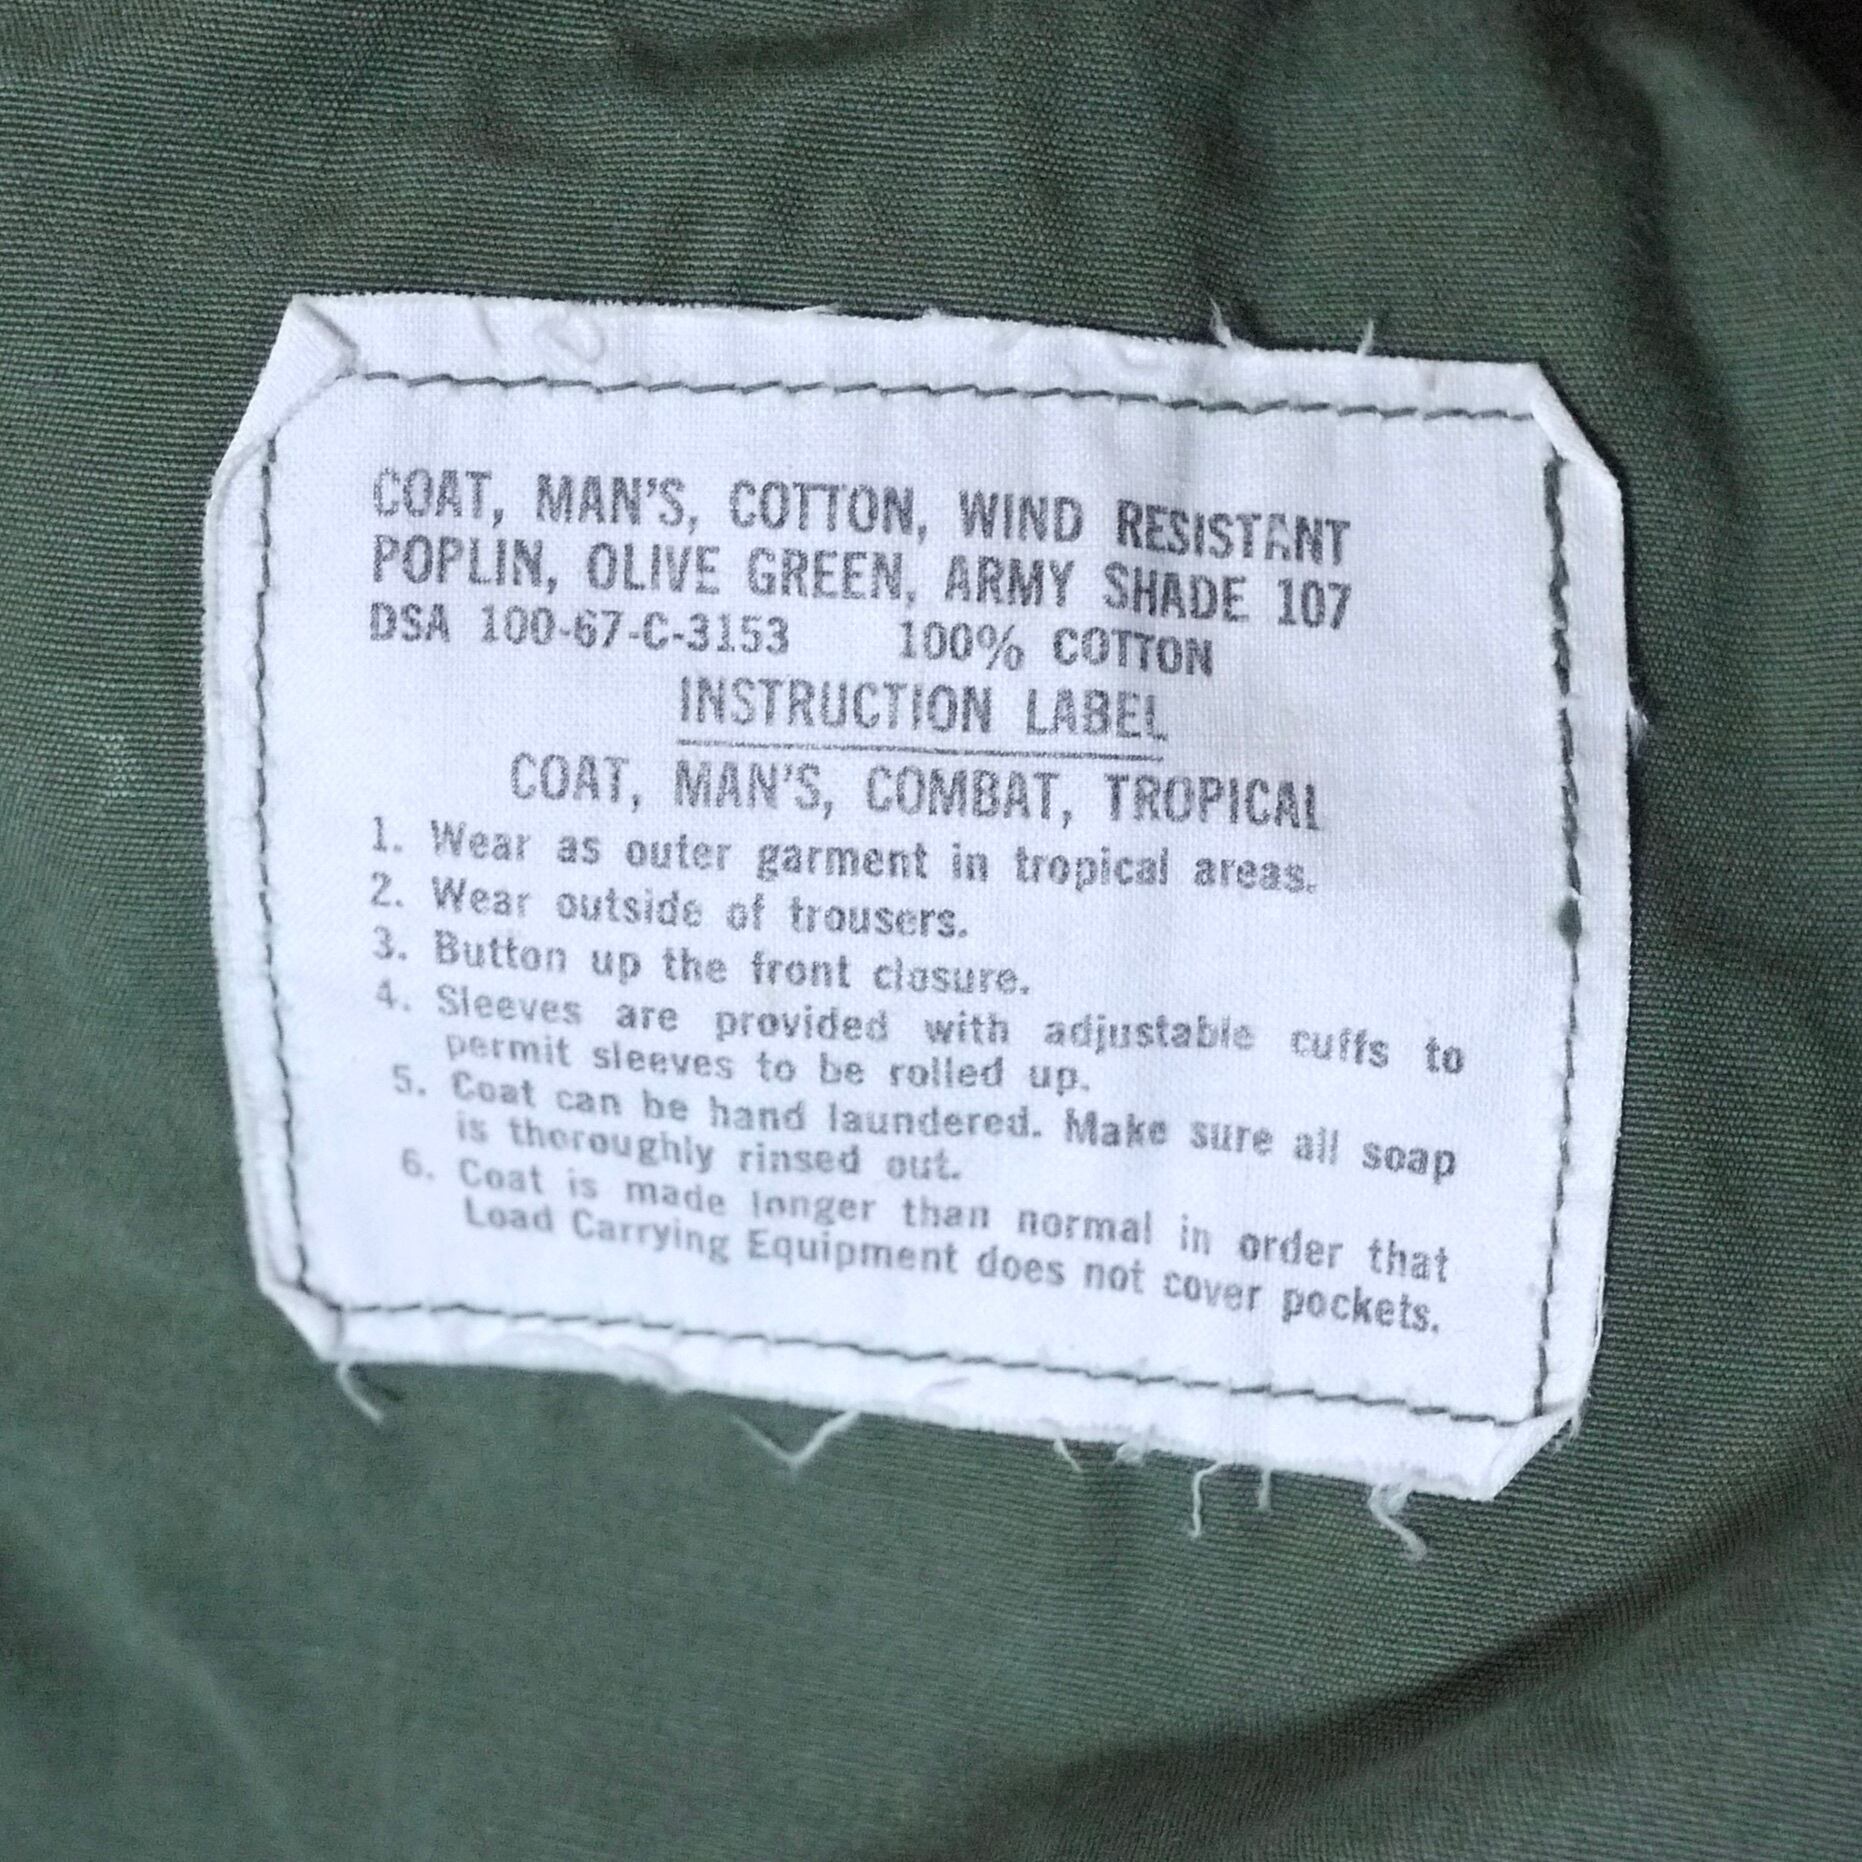 COAT, MAN'S, COTTON, WIND RESISTANT
POPLIN, OLIVE GREEN, ARMY SHADE 107
DSA 100-67-C-3153 100% COTTON
INSTRUCTION LABEL
COAT, MAN'S, COMBAT, TROPICAL
1. Wear as outer garment in tropical areas.
2. Wear outside of trousers.
3. Button up the front closure.
4. Sleeves are provided with adjustable cuffs to
permit sleeves to be rolled up.
5. Coat can be hand laundered. Make sure all soap
is thoroughly rinsed out.
6. Coat is made longer than normal in order that
Load Carrying Equipment does not cover pockets.